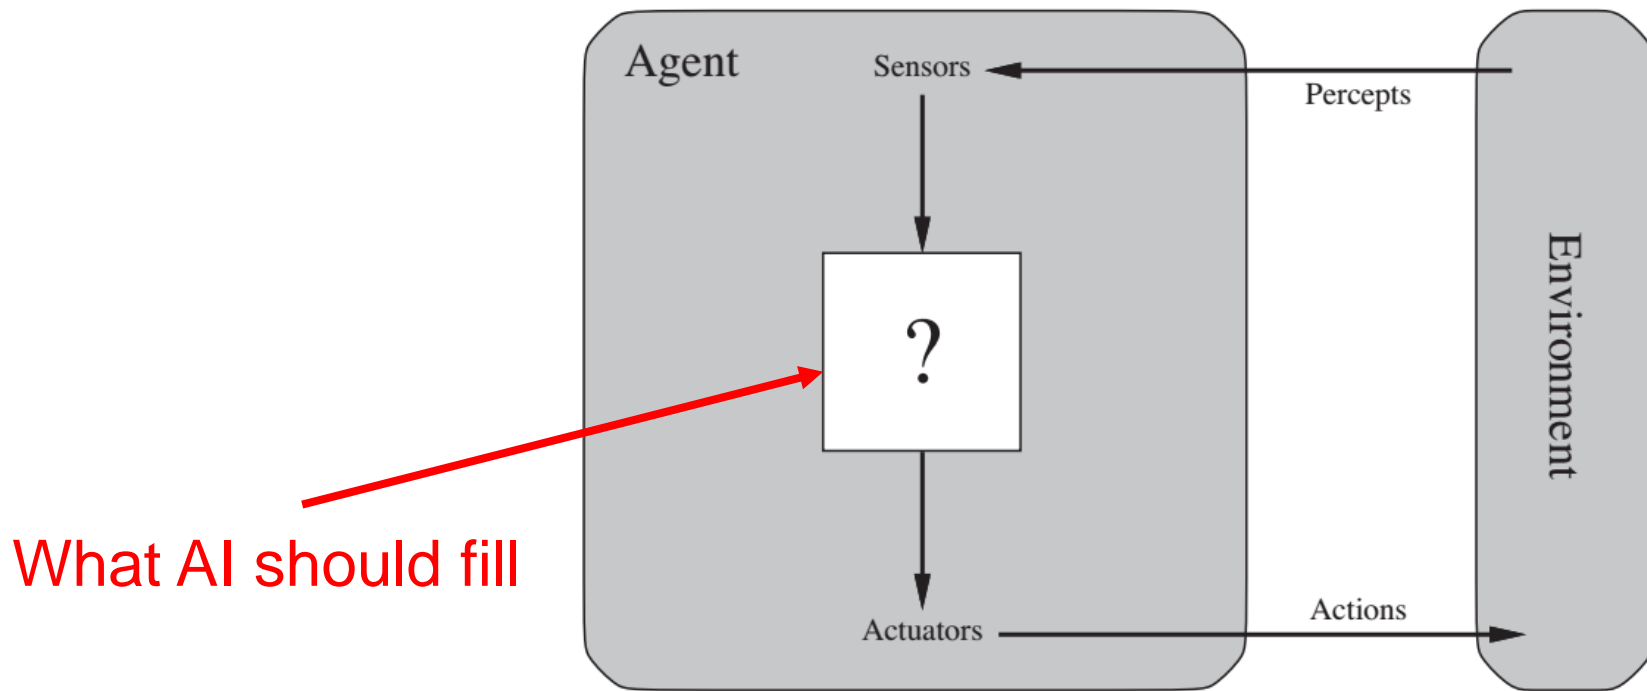 Agent
Sensors
Percepts
?
Environment
What AI should fill
Actions
Actuators